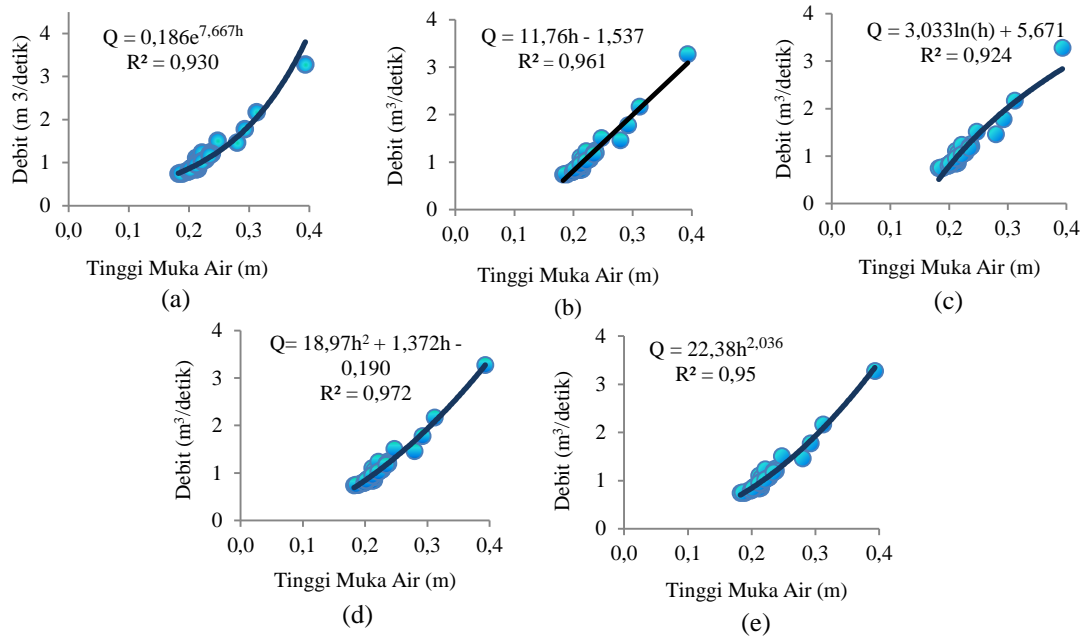 Q = 0,186e^7,667h
R² = 0,930
Debit (m 3/detik)
4
3
2
1
0
0,0 0,1 0,2 0,3 0,4
Tinggi Muka Air (m)
(a)
Q = 11,76h - 1,537
R² = 0,961
Debit (m³/detik)
4
3
2
1
0
0,0 0,1 0,2 0,3 0,4
Tinggi Muka Air (m)
(b)
Q = 3,033ln(h) + 5,671
R² = 0,924
Debit (m³/detik)
4
3
2
1
0
0,0 0,1 0,2 0,3 0,4
Tinggi Muka Air (m)
(c)
Q= 18,97h² + 1,372h -
0,190
R² = 0,972
Debit (m³/detik)
4
3
2
1
0
0,0 0,1 0,2 0,3 0,4
Tinggi Muka Air (m)
(d)
Q = 22,38h^2,036
R² = 0,95
Debit (m³/detik)
4
3
2
1
0
0,0 0,1 0,2 0,3 0,4
Tinggi Muka Air (m)
(e)